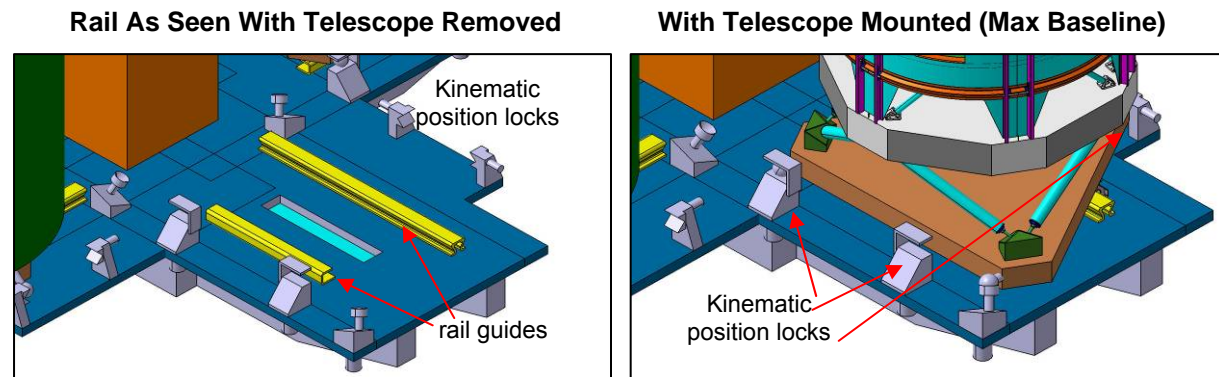 Rail As Seen With Telescope Removed
With Telescope Mounted (Max Baseline)
Kinematic
position locks
rail guides
Kinematic
position locks